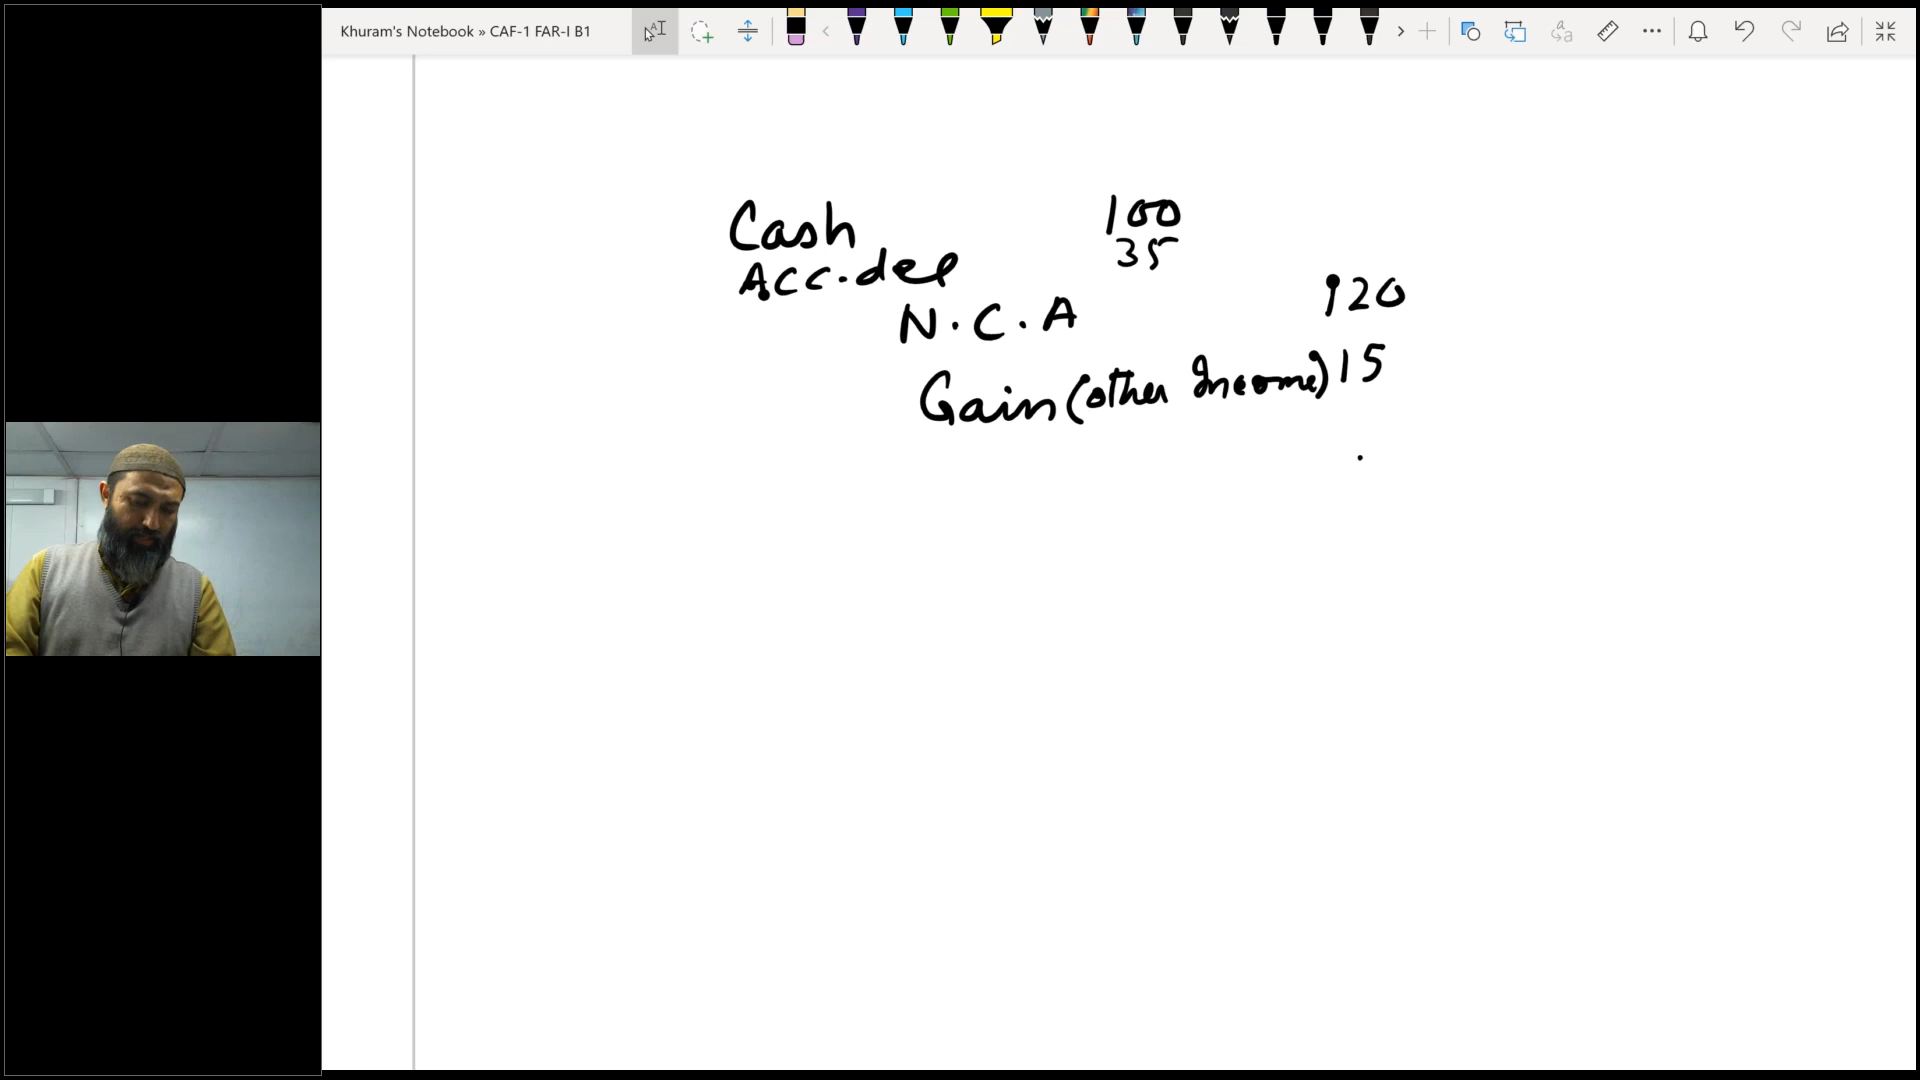 Khuram's Notebook » CAF-1 FAR-I B1
Cash 100
Acc.dep 35
N.C.A 120
Gain (other Income) 15